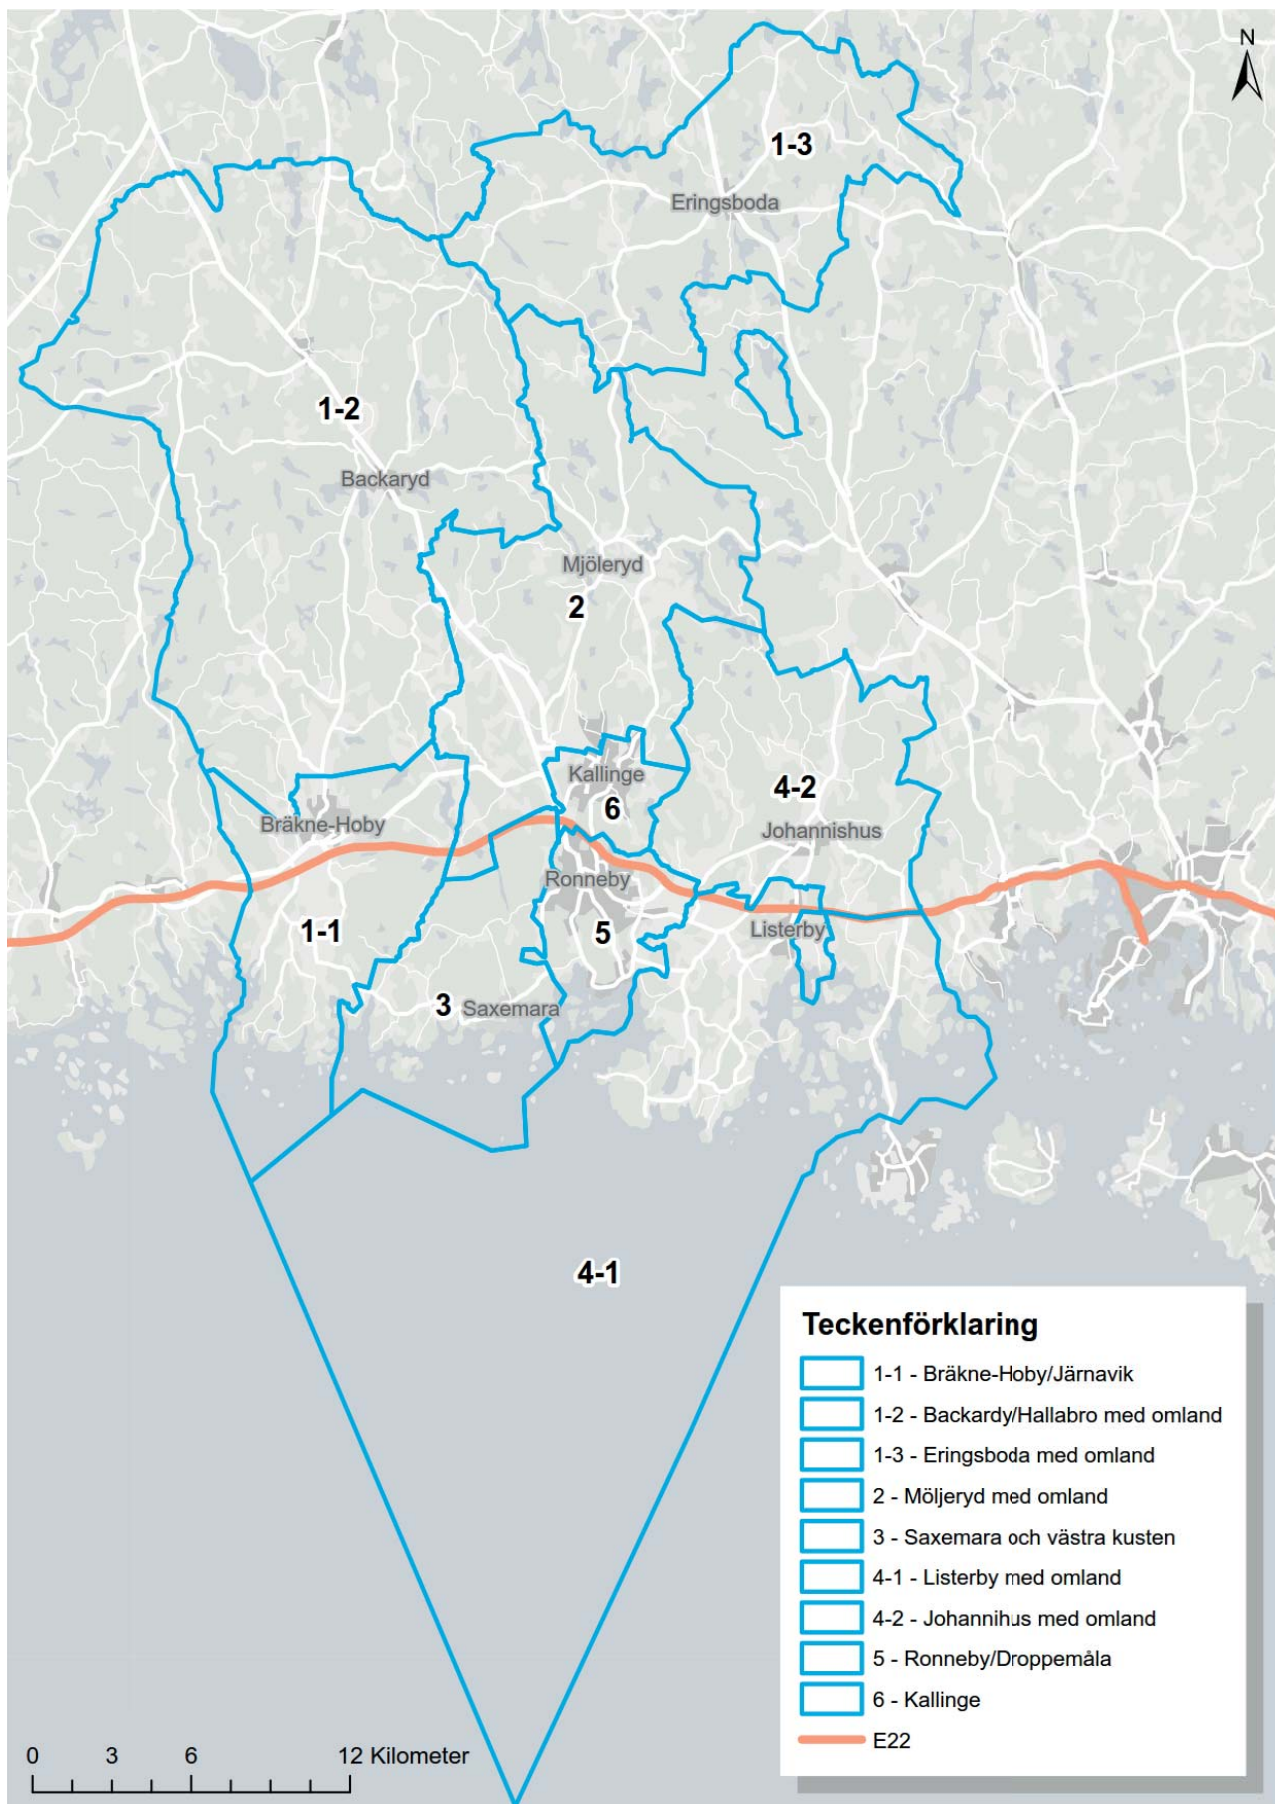 N
1-3
Eringsboda
1-2
Backaryd
Mjöleryd
2
Kallinge
6
4-2
Johannishus
Bräkne-Hoby
Ronneby
5
Listerby
1-1
3 Saxemara
4-1
Teckenförklaring
1-1 - Bräkne-Hoby/Järnavik
1-2 - Backardy/Hallabro med omland
1-3 - Eringsboda med omland
2 - Möljeryd med omland
3 - Saxemara och västra kusten
4-1 - Listerby med omland
4-2 - Johannihus med omland
5 - Ronneby/Droppemåla
6 - Kallinge
E22
0 3 6 12 Kilometer